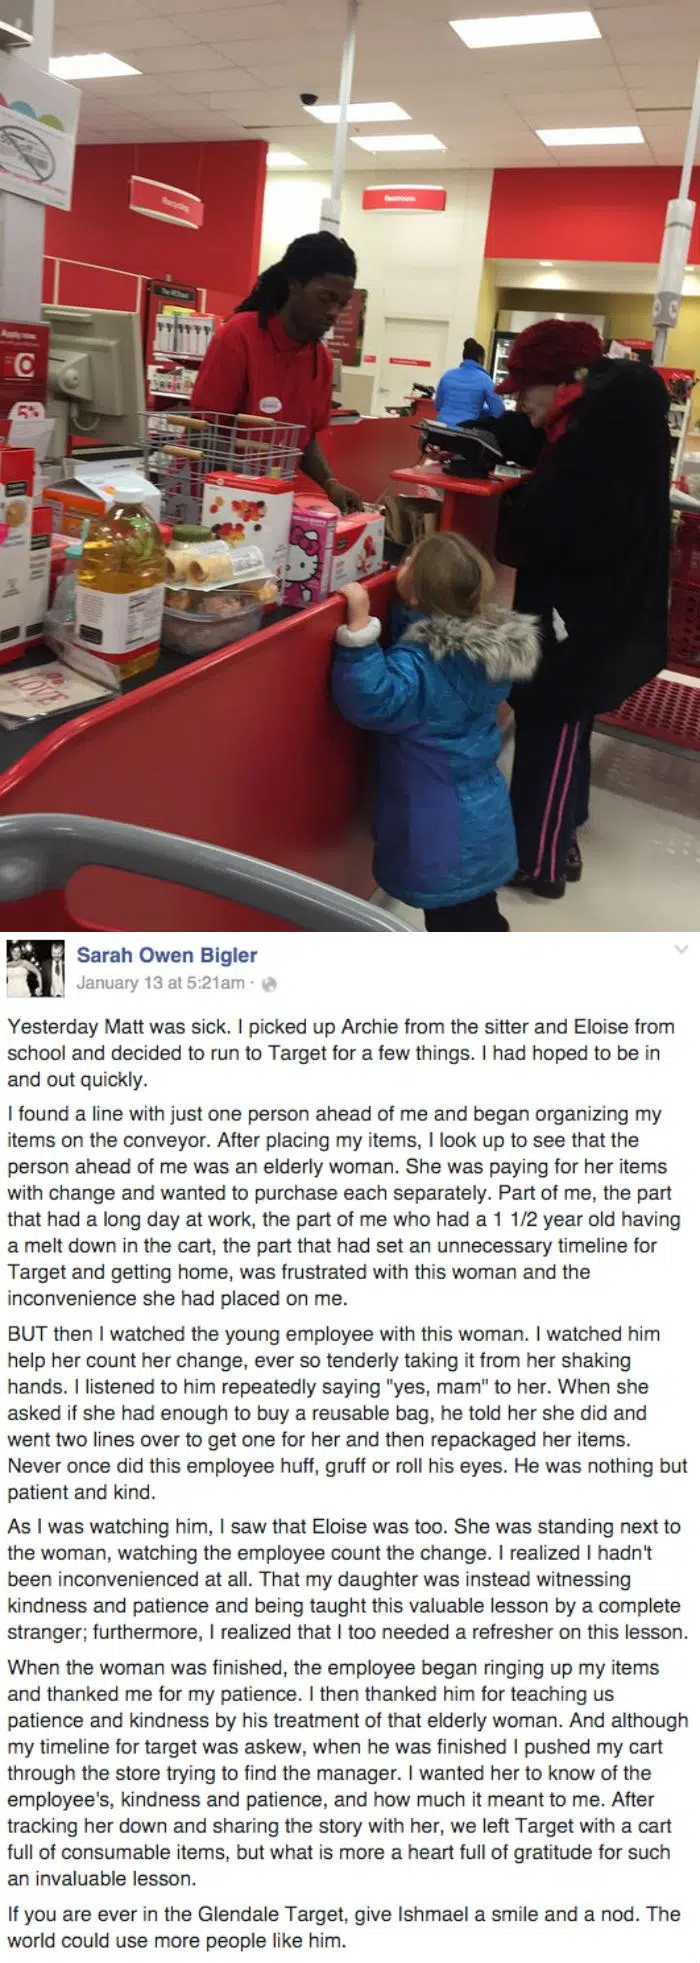 Recycling
5%
LOVE
Sarah Owen Bigler
January 13 at 5:21am ·
Yesterday Matt was sick. I picked up Archie from the sitter and Eloise from
school and decided to run to Target for a few things. I had hoped to be in
and out quickly.
I found a line with just one person ahead of me and began organizing my
items on the conveyor. After placing my items, I look up to see that the
person ahead of me was an elderly woman. She was paying for her items
with change and wanted to purchase each separately. Part of me, the part
that had a long day at work, the part of me who had a 1 1/2 year old having
a melt down in the cart, the part that had set an unnecessary timeline for
Target and getting home, was frustrated with this woman and the
inconvenience she had placed on me.
BUT then I watched the young employee with this woman. I watched him
help her count her change, ever so tenderly taking it from her shaking
hands. I listened to him repeatedly saying "yes, mam" to her. When she
asked if she had enough to buy a reusable bag, he told her she did and
went two lines over to get one for her and then repackaged her items.
Never once did this employee huff, gruff or roll his eyes. He was nothing but
patient and kind.
As I was watching him, I saw that Eloise was too. She was standing next to
the woman, watching the employee count the change. I realized I hadn't
been inconvenienced at all. That my daughter was instead witnessing
kindness and patience and being taught this valuable lesson by a complete
stranger; furthermore, I realized that I too needed a refresher on this lesson.
When the woman was finished, the employee began ringing up my items
and thanked me for my patience. I then thanked him for teaching us
patience and kindness by his treatment of that elderly woman. And although
my timeline for target was askew, when he was finished I pushed my cart
through the store trying to find the manager. I wanted her to know of the
employee's, kindness and patience, and how much it meant to me. After
tracking her down and sharing the story with her, we left Target with a cart
full of consumable items, but what is more a heart full of gratitude for such
an invaluable lesson.
If you are ever in the Glendale Target, give Ishmael a smile and a nod. The
world could use more people like him.